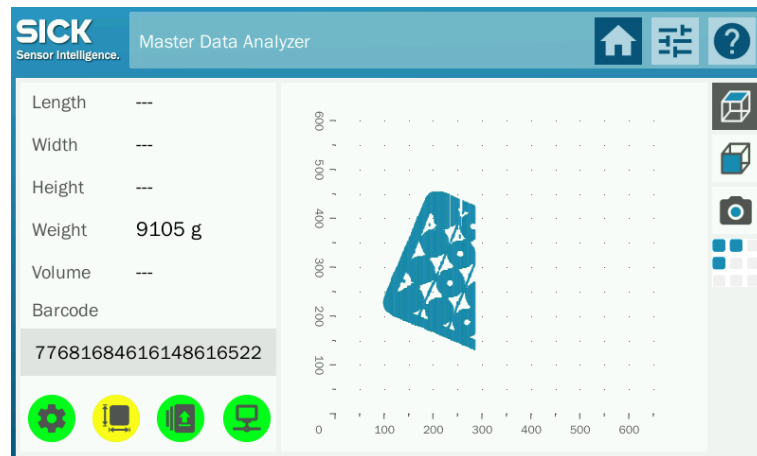 SICK
Sensor Intelligence.
Master Data Analyzer
?
Length ---
Width ---
Height ---
Weight 9105 g
Volume ---
Barcode
77681684616148616522
600
500
400
300
200
100
0 100 200 300 400 500 600